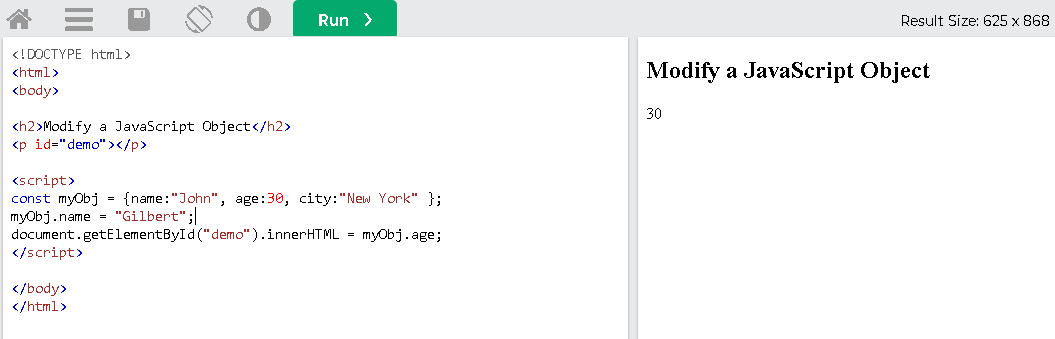 Run ❯
Result Size: 625 x 868
<!DOCTYPE html>
<html>
<body>
<h2>Modify a JavaScript Object</h2>
<p id="demo"></p>
<script>
const myObj = {name:"John", age:30, city:"New York" };
myObj.name = "Gilbert";
document.getElementById("demo").innerHTML = myObj.age;
</script>
</body>
</html>
Modify a JavaScript Object
30